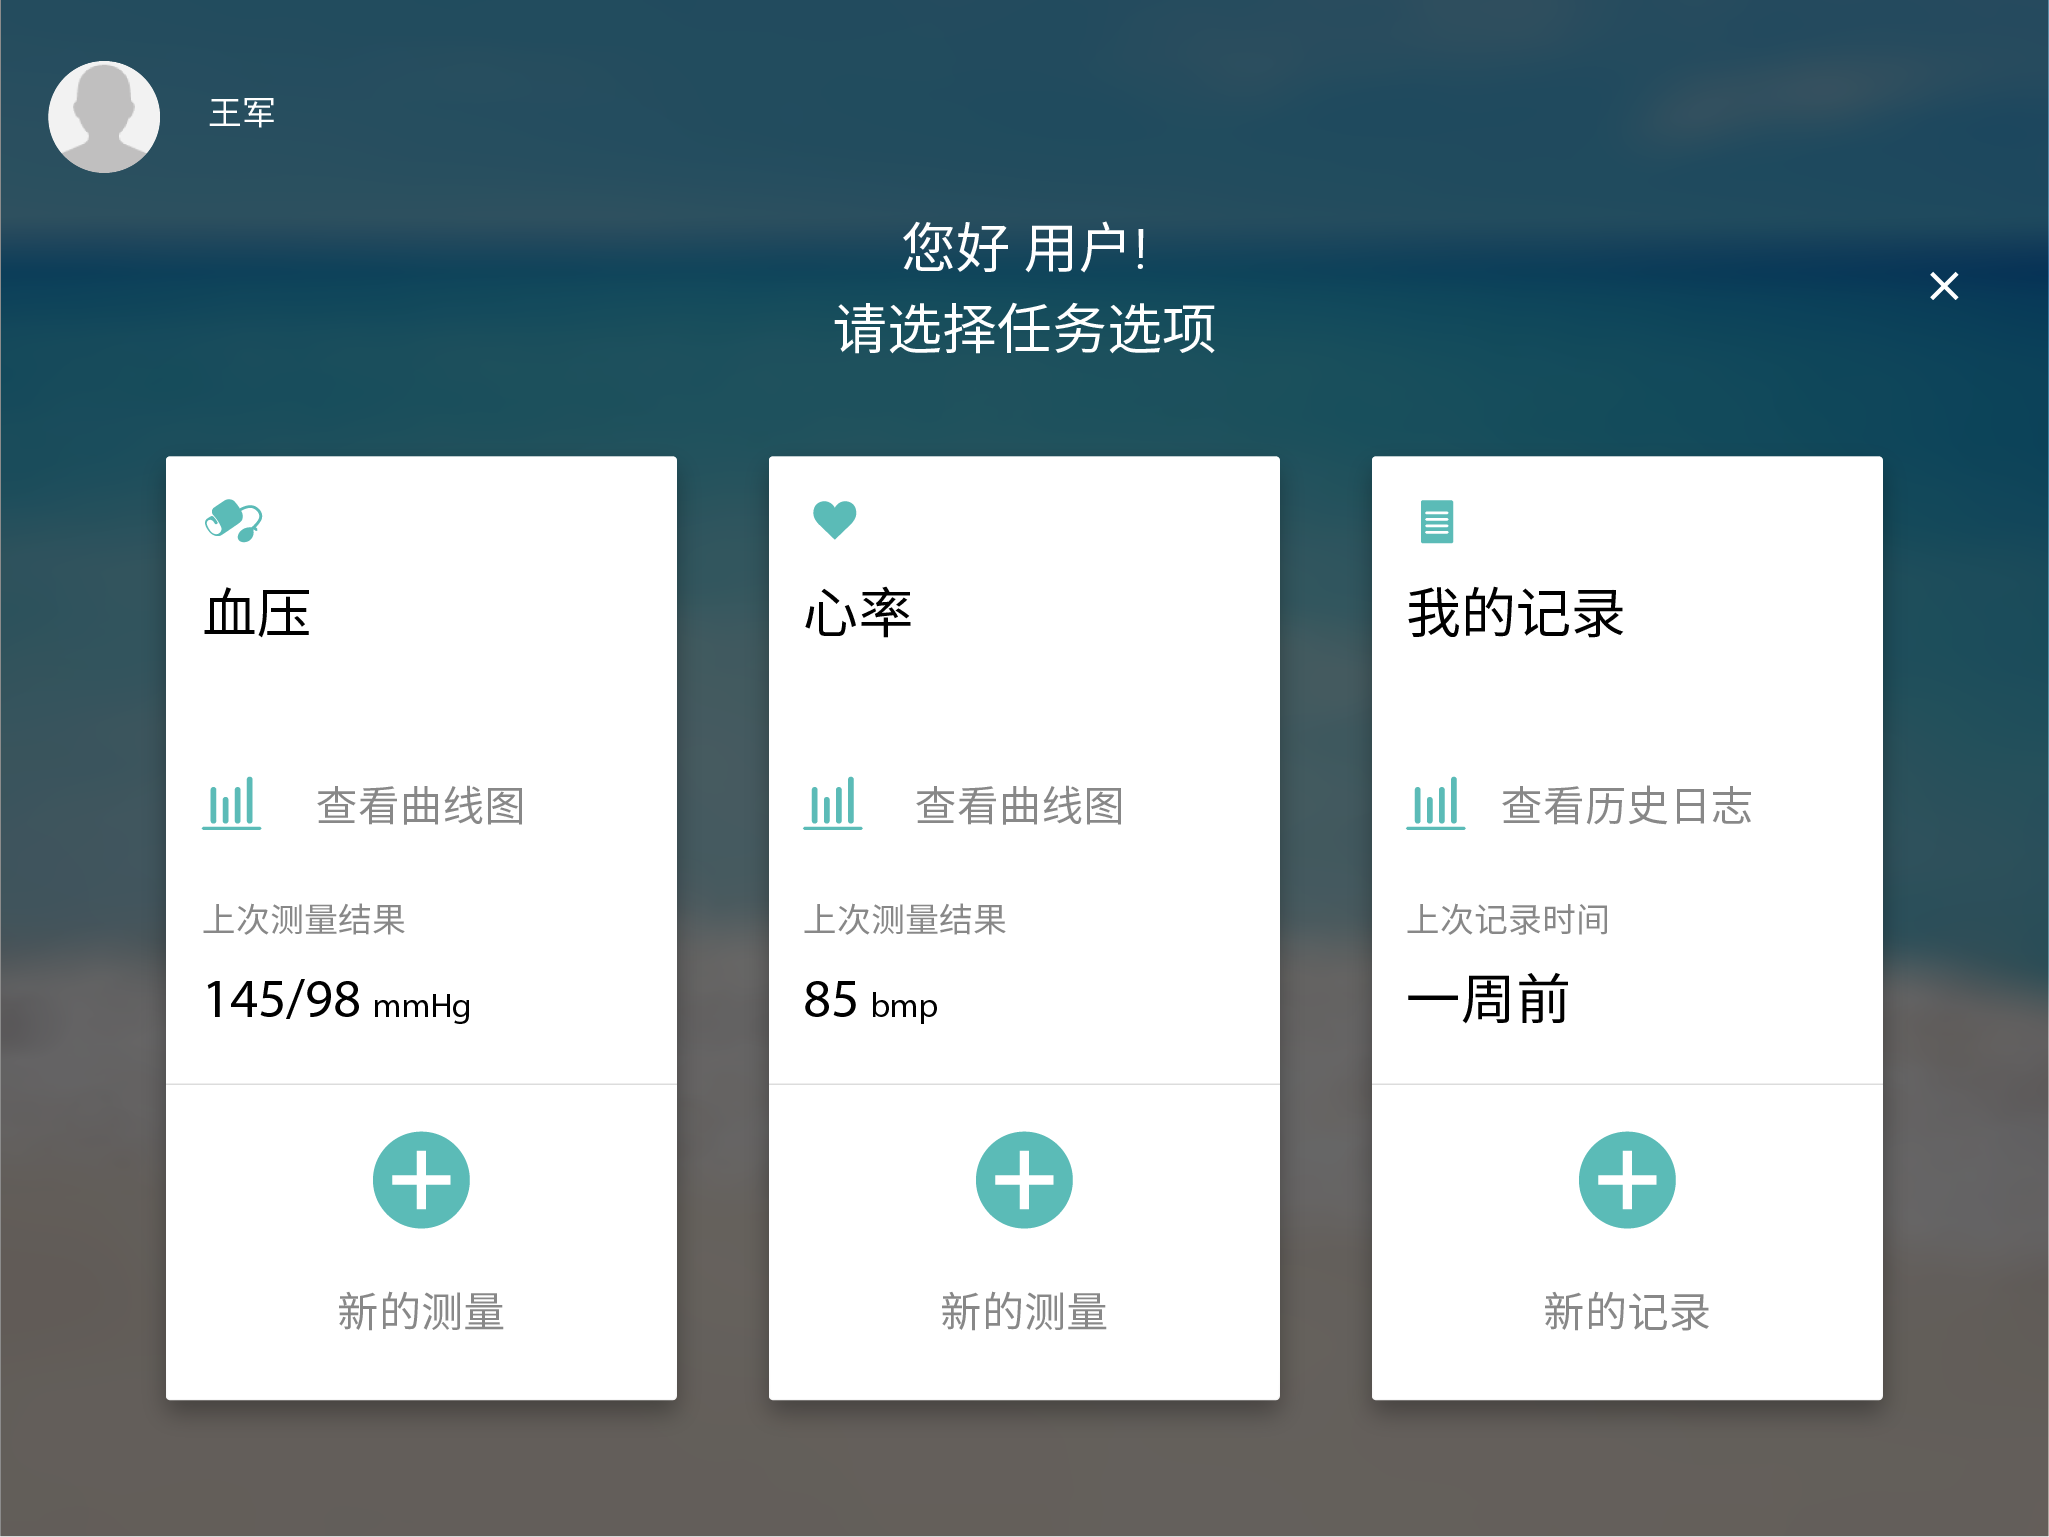 王军
您好 用户!
请选择任务选项
血压
查看曲线图
上次测量结果
145/98 mmHg
新的测量
心率
查看曲线图
上次测量结果
85 bmp
新的测量
我的记录
查看历史日志
上次记录时间
一周前
新的记录